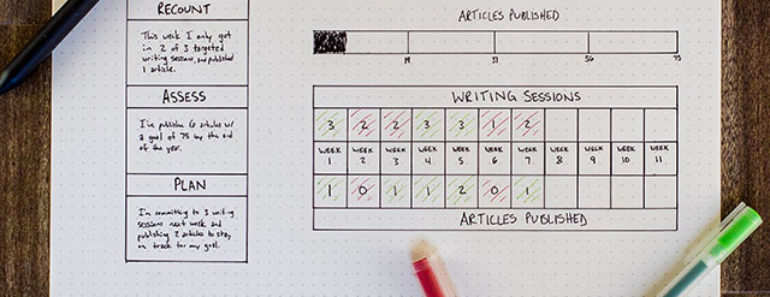 RECOUNT
This week I only got
in 2 of 3 targeted
writing sessions, and published
1 article.
ASSESS
I've publishe 6 articles w/
a goal of 75 by the end
of the year.
PLAN
I'm committing to 3 writing
sessions next week and
publishing 2 articles to stay
on track for my goal.
ARTICLES PUBLISHED
37 56 75
WRITING SESSIONS
3 2 2 3 3 1 2
WEEK WEEK WEEK WEEK WEEK WEEK WEEK WEEK WEEK WEEK WEEK
1 2 3 4 5 6 7 8 9 10 11
1 0 1 1 2 0 1
ARTICLES PUBLISHED